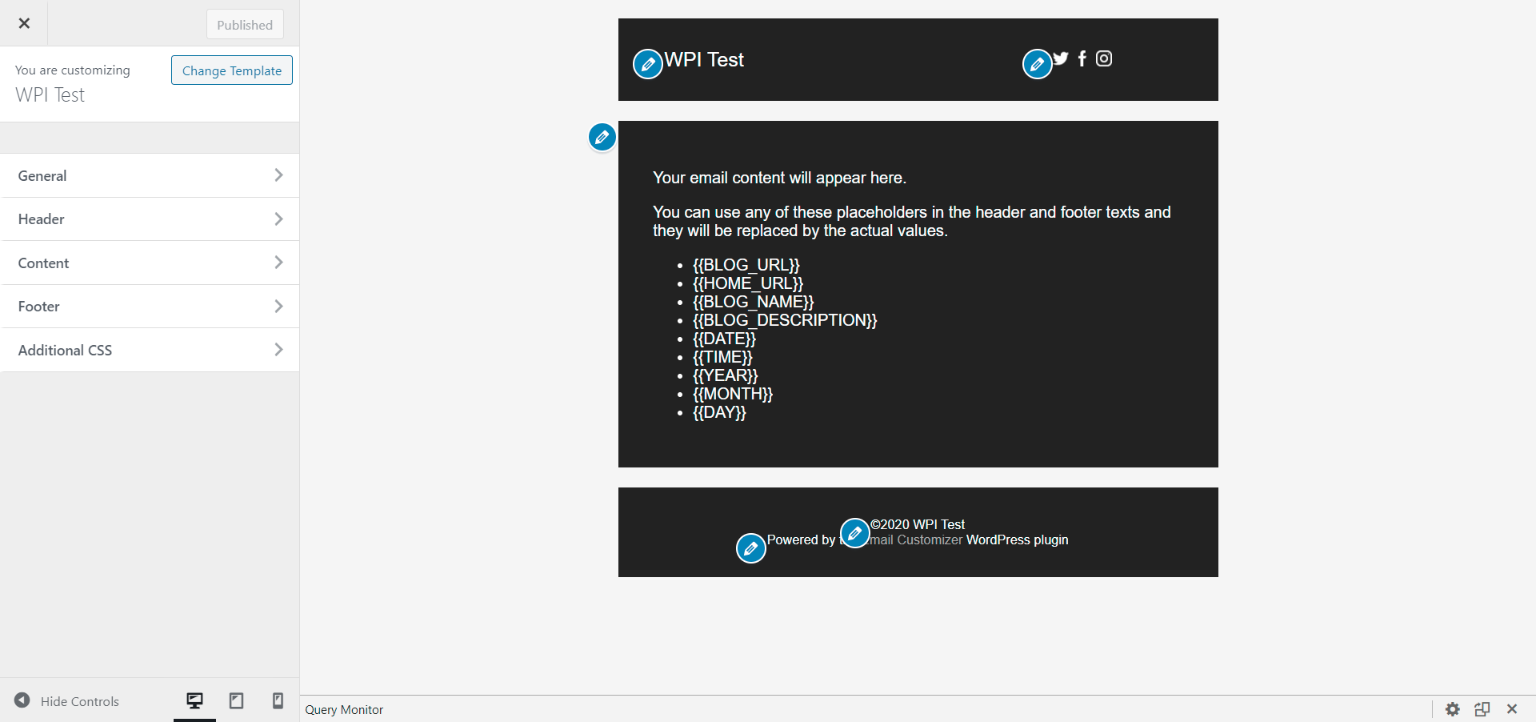 Published
You are customizing
Change Template
WPI Test
General
Header
Content
Footer
Additional CSS
Hide Controls
WPI Test
Your email content will appear here.
You can use any of these placeholders in the header and footer texts and
they will be replaced by the actual values.
{{BLOG_URL}}
{{HOME_URL}}
{{BLOG_NAME}}
{{BLOG_DESCRIPTION}}
{{DATE}}
{{TIME}}
{{YEAR}}
{{MONTH}}
{{DAY}}
©2020 WPI Test
Powered by Customizer WordPress plugin
Query Monitor